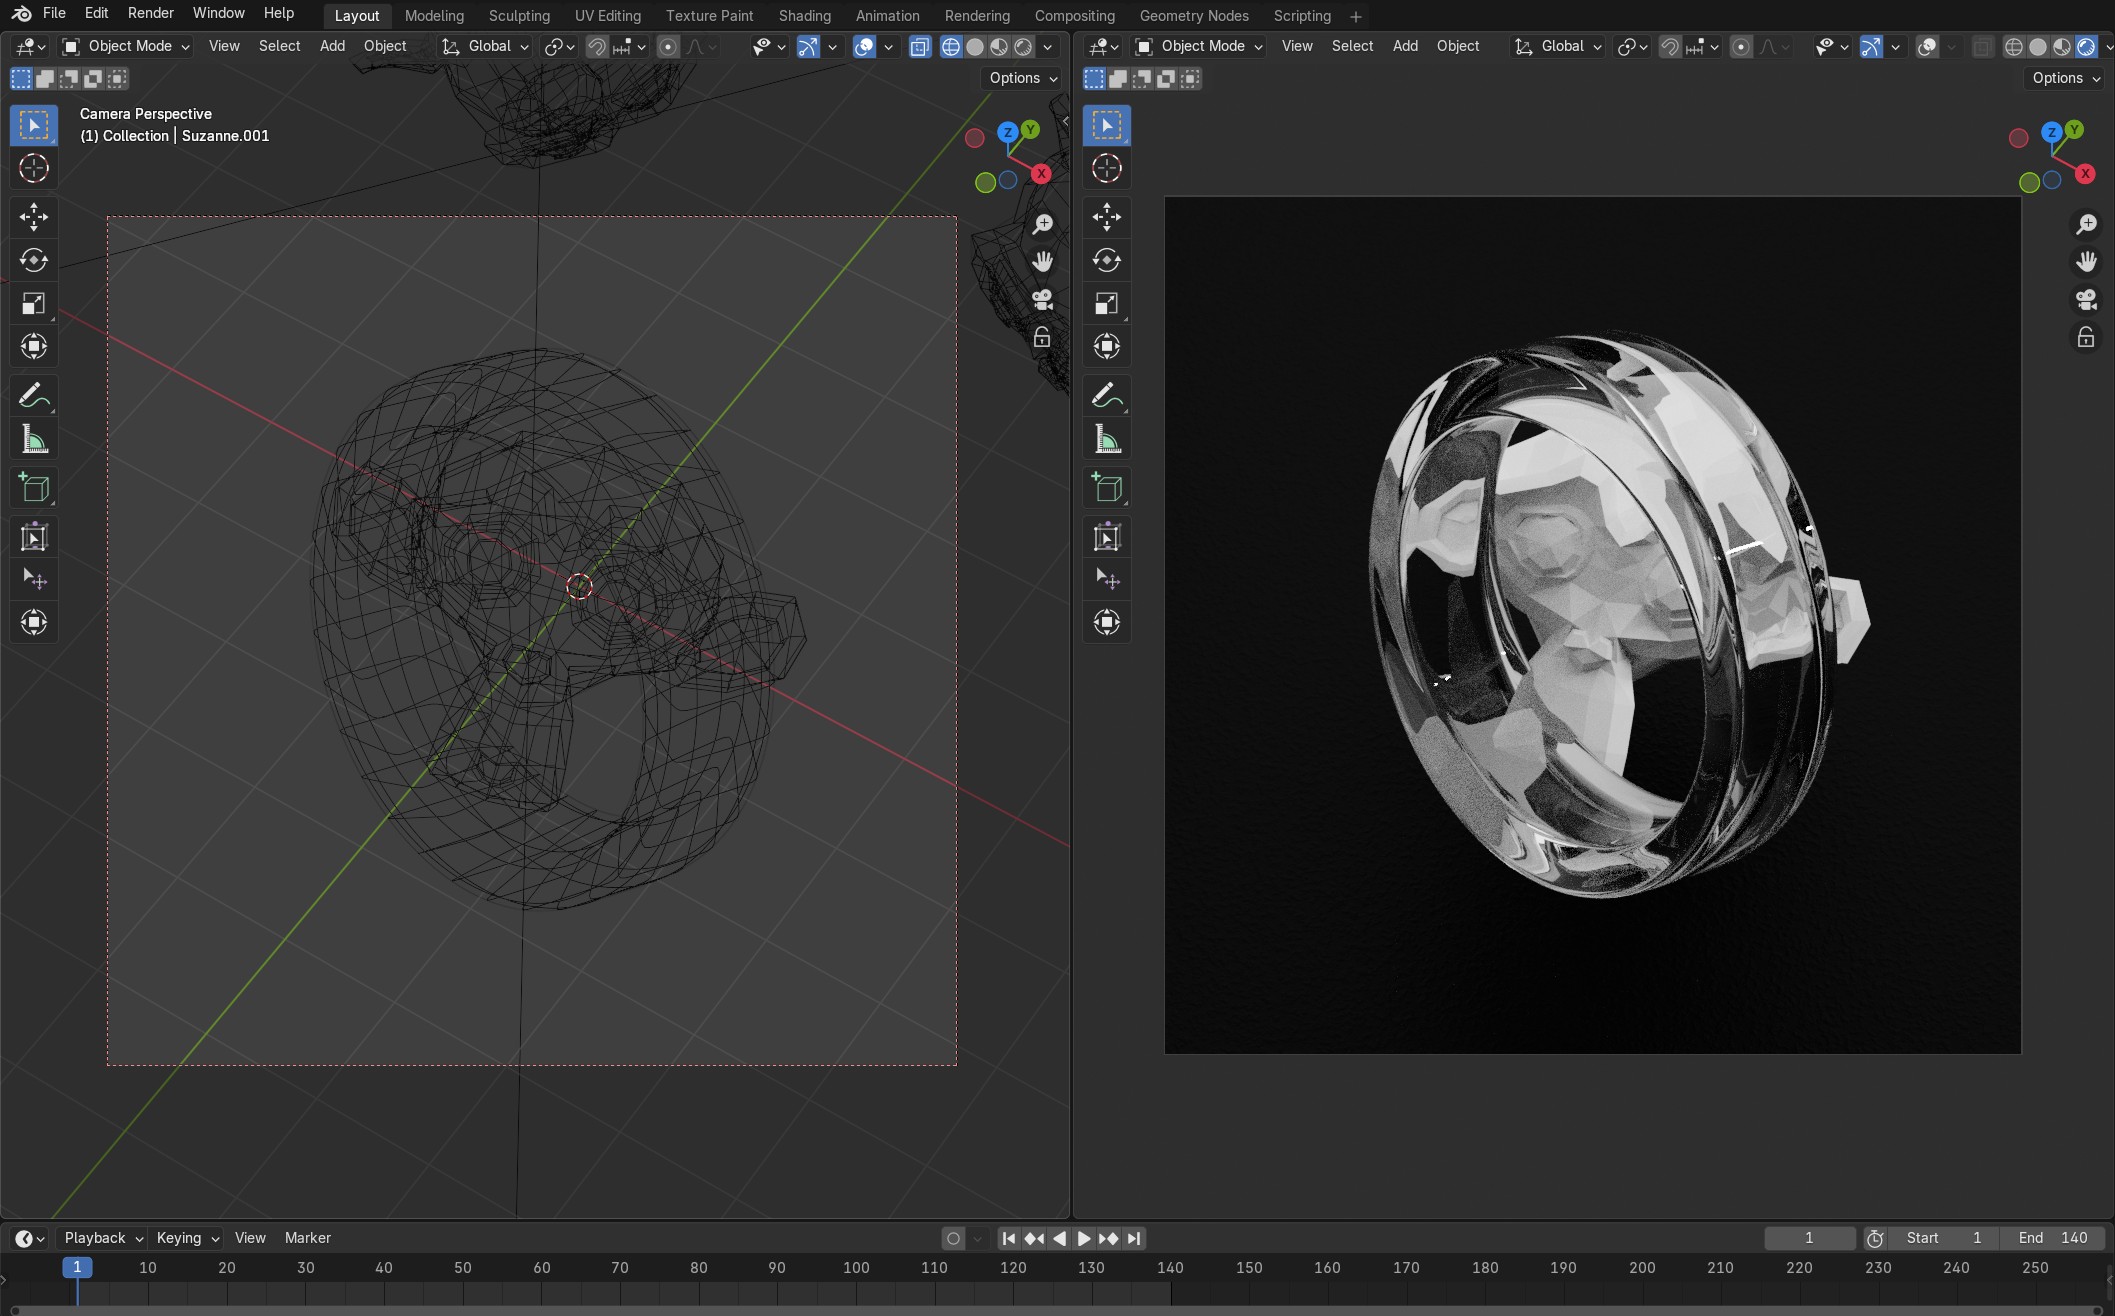 File Edit Render Window Help Layout Modeling Sculpting UV Editing Texture Paint Shading Animation Rendering Compositing Geometry Nodes Scripting +
Object Mode View Select Add Object Global
Options
Camera Perspective
(1) Collection | Suzanne.001
Z Y
X
Object Mode View Select Add Object Global
Options
Z Y
X
Playback Keying View Marker 1 Start 1 End 140
1 10 20 30 40 50 60 70 80 90 100 110 120 130 140 150 160 170 180 190 200 210 220 230 240 250